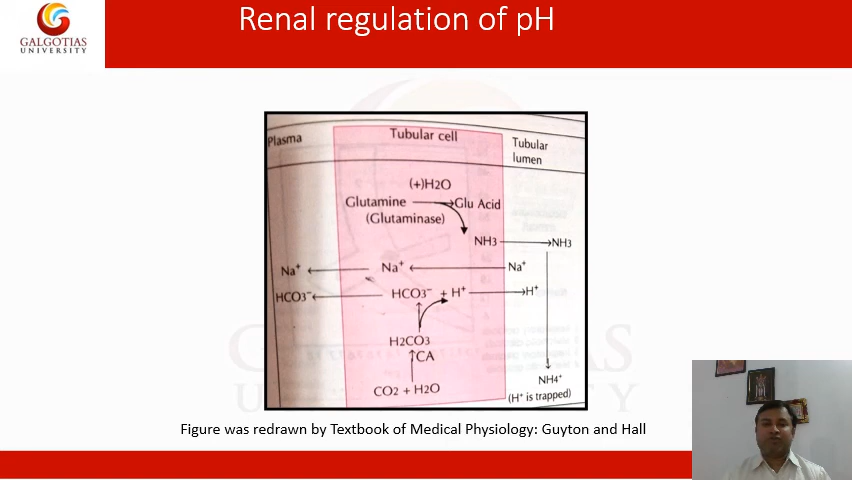 Renal regulation of pH
GALGOTIAS
UNIVERSITY
Plasma
Tubular cell
Tubular
lumen
(+)H2O
Glutamine
Glu Acid
(Glutaminase)
NH3
NH3
Na⁺
Na⁺
Na⁺
HCO3⁻
HCO3⁻ + H⁺
H⁺
H2CO3
CA
CO2 + H2O
NH4⁺
(H⁺ is trapped)
Figure was redrawn by Textbook of Medical Physiology: Guyton and Hall